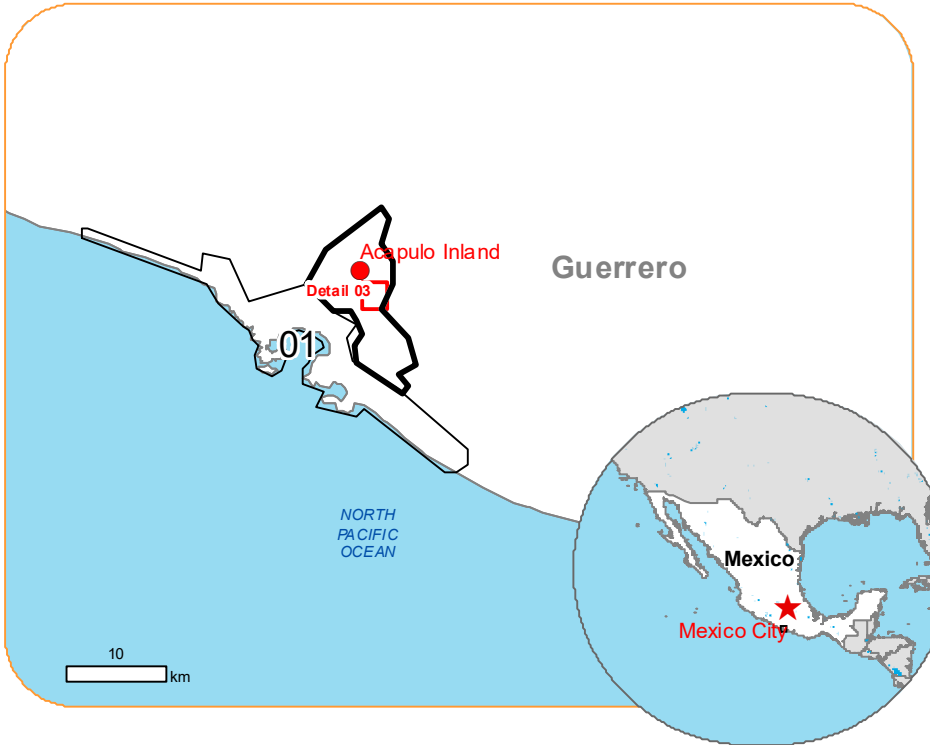 Acapulo Inland
Guerrero
Detail 03
01
NORTH
PACIFIC
OCEAN
Mexico
Mexico City
10
km